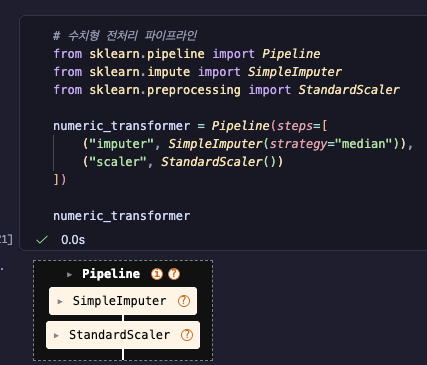 # 수치형 전처리 파이프라인
from sklearn.pipeline import Pipeline
from sklearn.impute import SimpleImputer
from sklearn.preprocessing import StandardScaler
numeric_transformer = Pipeline(steps=[
("imputer", SimpleImputer(strategy="median")),
("scaler", StandardScaler())
])
numeric_transformer
21]
✓ 0.0s
▸ Pipeline i ?
▸ SimpleImputer ?
▸ StandardScaler ?